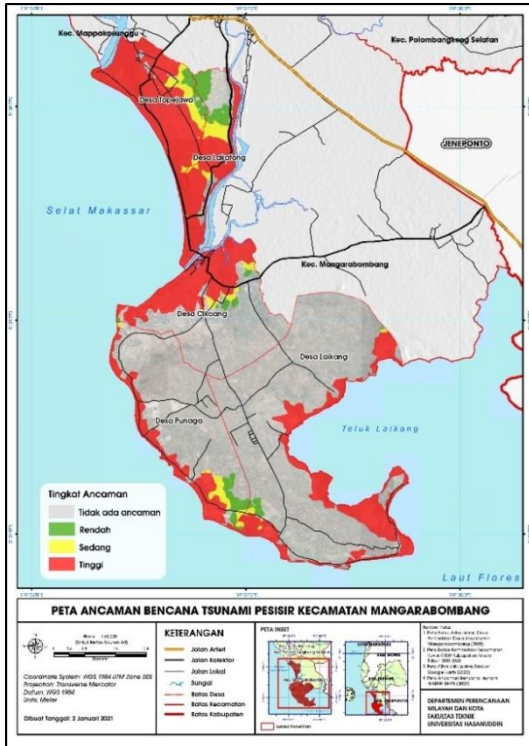 Kec. Mappakasunggu
Kec. Polombangkeng Selatan
Desa Topejawa
JENEPONTO
Desa Lakatong
Selat Makassar
Kec. Mangarabombang
Desa Cikoang
Desa Laikang
Desa Punaga
Teluk Laikang
Tingkat Ancaman
Tidak ada ancaman
Rendah
Sedang
Tinggi
Laut Flores
PETA ANCAMAN BENCANA TSUNAMI PESISIR KECAMATAN MANGARABOMBANG
Coordinate System: WGS 1984 UTM Zone 50S
Projection: Transverse Mercator
Datum: WGS 1984
Units: Meter
Dibuat Tanggal: 2 Januari 2021
KETERANGAN
Jalan Arteri
Jalan Kolektor
Jalan Lokal
Sungai
Batas Desa
Batas Kecamatan
Batas Kabupaten
PETA INSET
Lokasi Penelitian
DEPARTEMEN PERENCANAAN
WILAYAH DAN KOTA
FAKULTAS TEKNIK
UNIVERSITAS HASANUDDIN